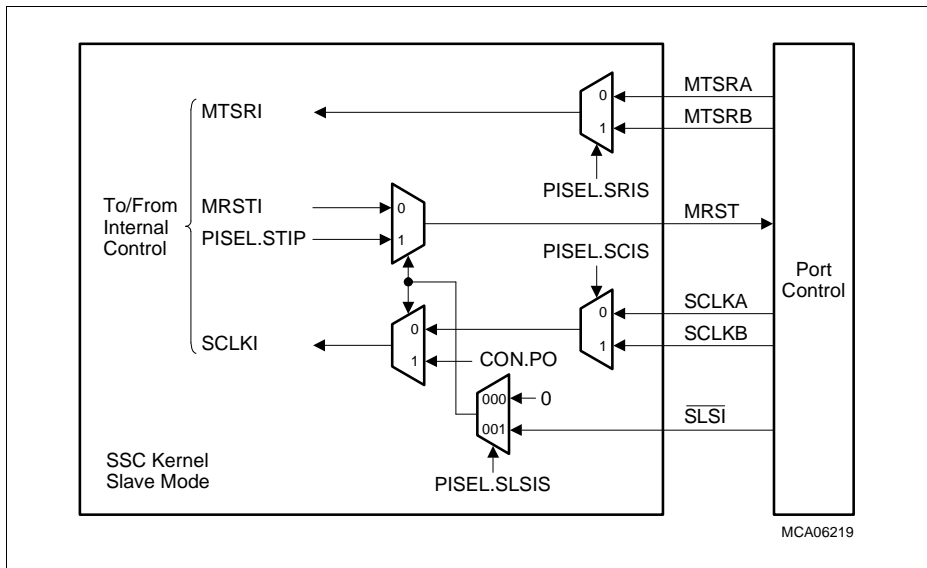 MTSRI
MTSRA
0
MTSRB
1
PISEL.SRIS
To/From
Internal
Control
MRSTI
0
MRST
PISEL.STIP
1
PISEL.SCIS
Port
Control
SCLKA
0
0
SCLKB
1
SCLKI
1
CON.PO
000
0
001
SLSI
SSC Kernel
Slave Mode
PISEL.SLSIS
MCA06219